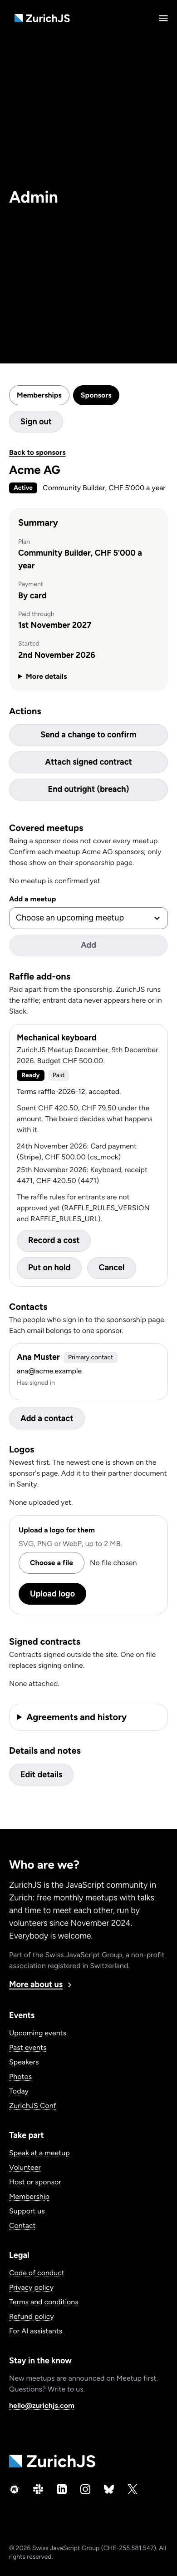 ZurichJS
Admin
Memberships
Sponsors
Sign out
Back to sponsors
Acme AG
Active Community Builder, CHF 5'000 a year
Summary
Plan
Community Builder, CHF 5'000 a
year
Payment
By card
Paid through
1st November 2027
Started
2nd November 2026
More details
Actions
Send a change to confirm
Attach signed contract
End outright (breach)
Covered meetups
Being a sponsor does not cover every meetup.
Confirm each meetup Acme AG sponsors; only
those show on their sponsorship page.
No meetup is confirmed yet.
Add a meetup
Choose an upcoming meetup
Add
Raffle add-ons
Paid apart from the sponsorship. ZurichJS runs
the raffle; entrant data never appears here or in
Slack.
Mechanical keyboard
ZurichJS Meetup December, 9th December
2026. Budget CHF 500.00.
Ready Paid
Terms raffle-2026-12, accepted.
Spent CHF 420.50, CHF 79.50 under the
amount. The board decides what happens
with it.
24th November 2026: Card payment
(Stripe), CHF 500.00 (cs_mock)
25th November 2026: Keyboard, receipt
4471, CHF 420.50 (4471)
The raffle rules for entrants are not
approved yet (RAFFLE_RULES_VERSION
and RAFFLE_RULES_URL).
Record a cost
Put on hold
Cancel
Contacts
The people who sign in to the sponsorship page.
Each email belongs to one sponsor.
Ana Muster Primary contact
ana@acme.example
Has signed in
Add a contact
Logos
Newest first. The newest one is shown on the
sponsor's page. Add it to their partner document
in Sanity.
None uploaded yet.
Upload a logo for them
SVG, PNG or WebP, up to 2 MB.
Choose a file No file chosen
Upload logo
Signed contracts
Contracts signed outside the site. One on file
replaces signing online.
None attached.
Agreements and history
Details and notes
Edit details
Who are we?
ZurichJS is the JavaScript community in
Zurich: free monthly meetups with talks
and time to meet each other, run by
volunteers since November 2024.
Everybody is welcome.
Part of the Swiss JavaScript Group, a non-profit
association registered in Switzerland.
More about us
Events
Upcoming events
Past events
Speakers
Photos
Today
ZurichJS Conf
Take part
Speak at a meetup
Volunteer
Host or sponsor
Membership
Support us
Contact
Legal
Code of conduct
Privacy policy
Terms and conditions
Refund policy
For AI assistants
Stay in the know
New meetups are announced on Meetup first.
Questions? Write to us.
hello@zurichjs.com
ZurichJS
© 2026 Swiss JavaScript Group (CHE-255.581.547). All
rights reserved.